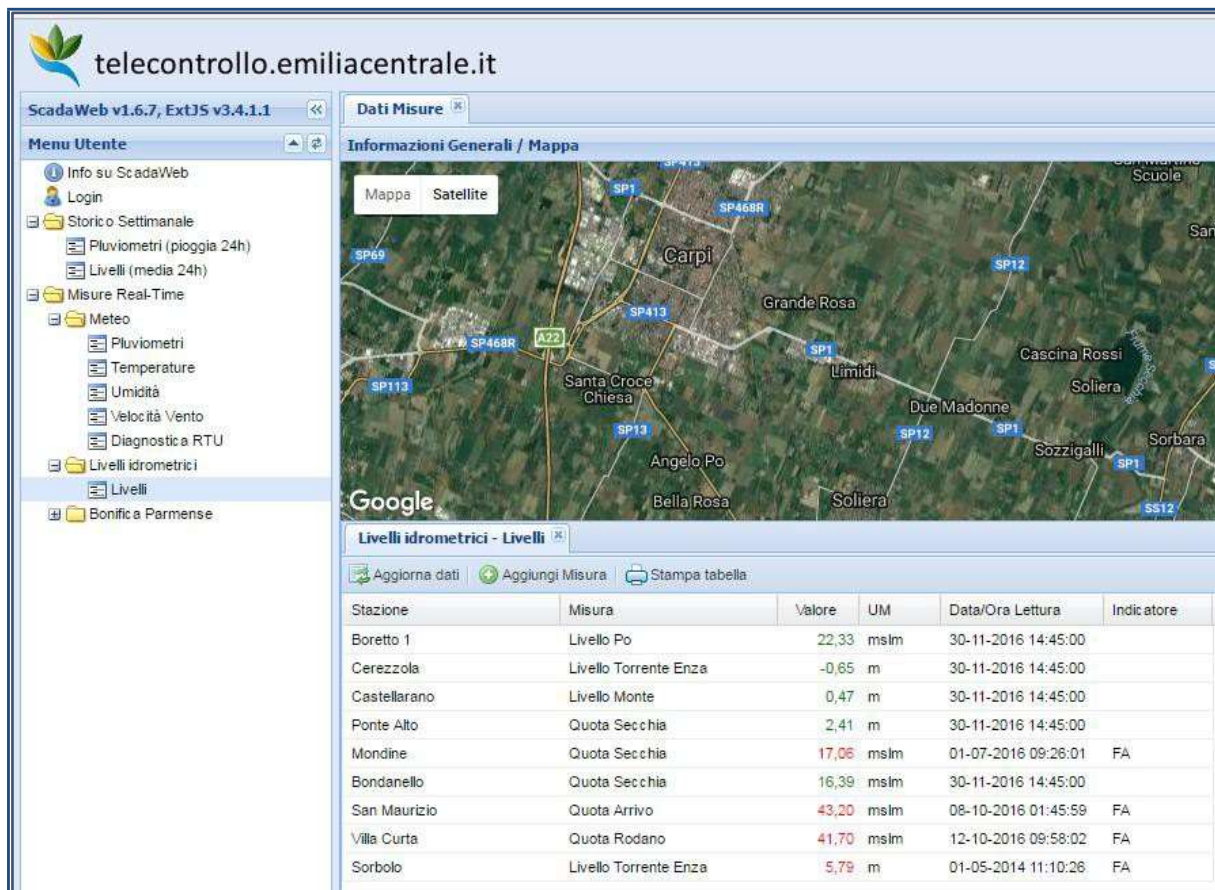 telecontrollo.emiliacentrale.it
ScadaWeb v1.6.7, ExtJS v3.4.1.1
Menu Utente
Info su ScadaWeb
Login
Storico Settimanale
Pluviometri (pioggia 24h)
Livelli (media 24h)
Misure Real-Time
Meteo
Pluviometri
Temperature
Umidità
Velocità Vento
Diagnostica RTU
Livelli idrometrici
Livelli
Bonifica Parmense
Dati Misure
Informazioni Generali / Mappa
Mappa Satellite
SP413
San Martino
Scuole
SP1
SP468R
San
SP69
Carpi
SP12
Grande Rosa
SP413
A22
SP468R
SP1
Cascina Rossi
Fiume Secchia
Limidi
SP113
Santa Croce
Chiesa
Soliera
Due Madonne
SP13
SP12
SP1
Sorbara
Sozzigalli
Angelo Po
SP1
Google
Bella Rosa
Soliera
SS12
Livelli idrometrici - Livelli
Aggiorna dati Aggiungi Misura Stampa tabella
Stazione Misura Valore UM Data/Ora Lettura Indicatore
Boretto 1 Livello Po 22,33 mslm 30-11-2016 14:45:00
Cerezzola Livello Torrente Enza -0,65 m 30-11-2016 14:45:00
Castellarano Livello Monte 0,47 m 30-11-2016 14:45:00
Ponte Alto Quota Secchia 2,41 m 30-11-2016 14:45:00
Mondine Quota Secchia 17,06 mslm 01-07-2016 09:26:01 FA
Bondanello Quota Secchia 16,39 mslm 30-11-2016 14:45:00
San Maurizio Quota Arrivo 43,20 mslm 08-10-2016 01:45:59 FA
Villa Curta Quota Rodano 41,70 mslm 12-10-2016 09:58:02 FA
Sorbolo Livello Torrente Enza 5,79 m 01-05-2014 11:10:26 FA